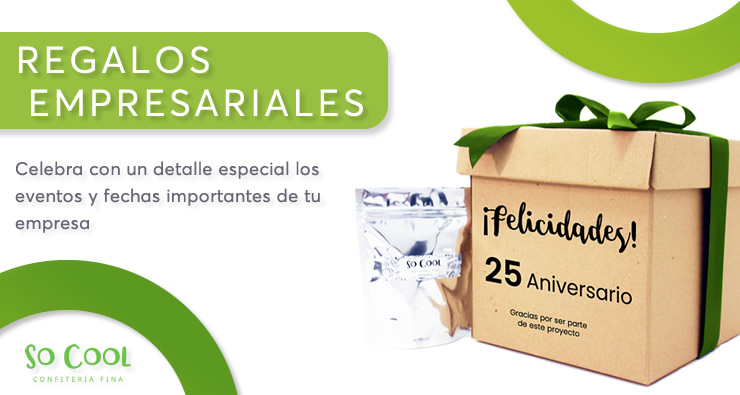 REGALOS
EMPRESARIALES
Celebra con un detalle especial los
eventos y fechas importantes de tu
empresa
So Cool
CONFITERÍA FINA
So Cool
¡Felicidades!
25 Aniversario
Gracias por ser parte
de este proyecto